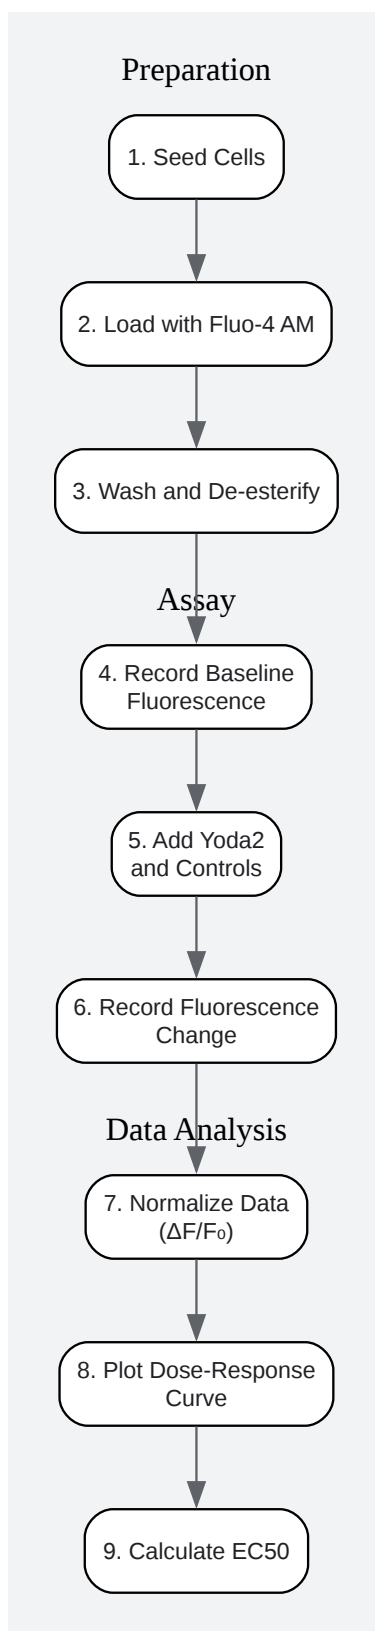 Preparation
1. Seed Cells
2. Load with Fluo-4 AM
3. Wash and De-esterify
Assay
4. Record Baseline
Fluorescence
5. Add Yoda2
and Controls
6. Record Fluorescence
Change
Data Analysis
7. Normalize Data
(ΔF/F₀)
8. Plot Dose-Response
Curve
9. Calculate EC50